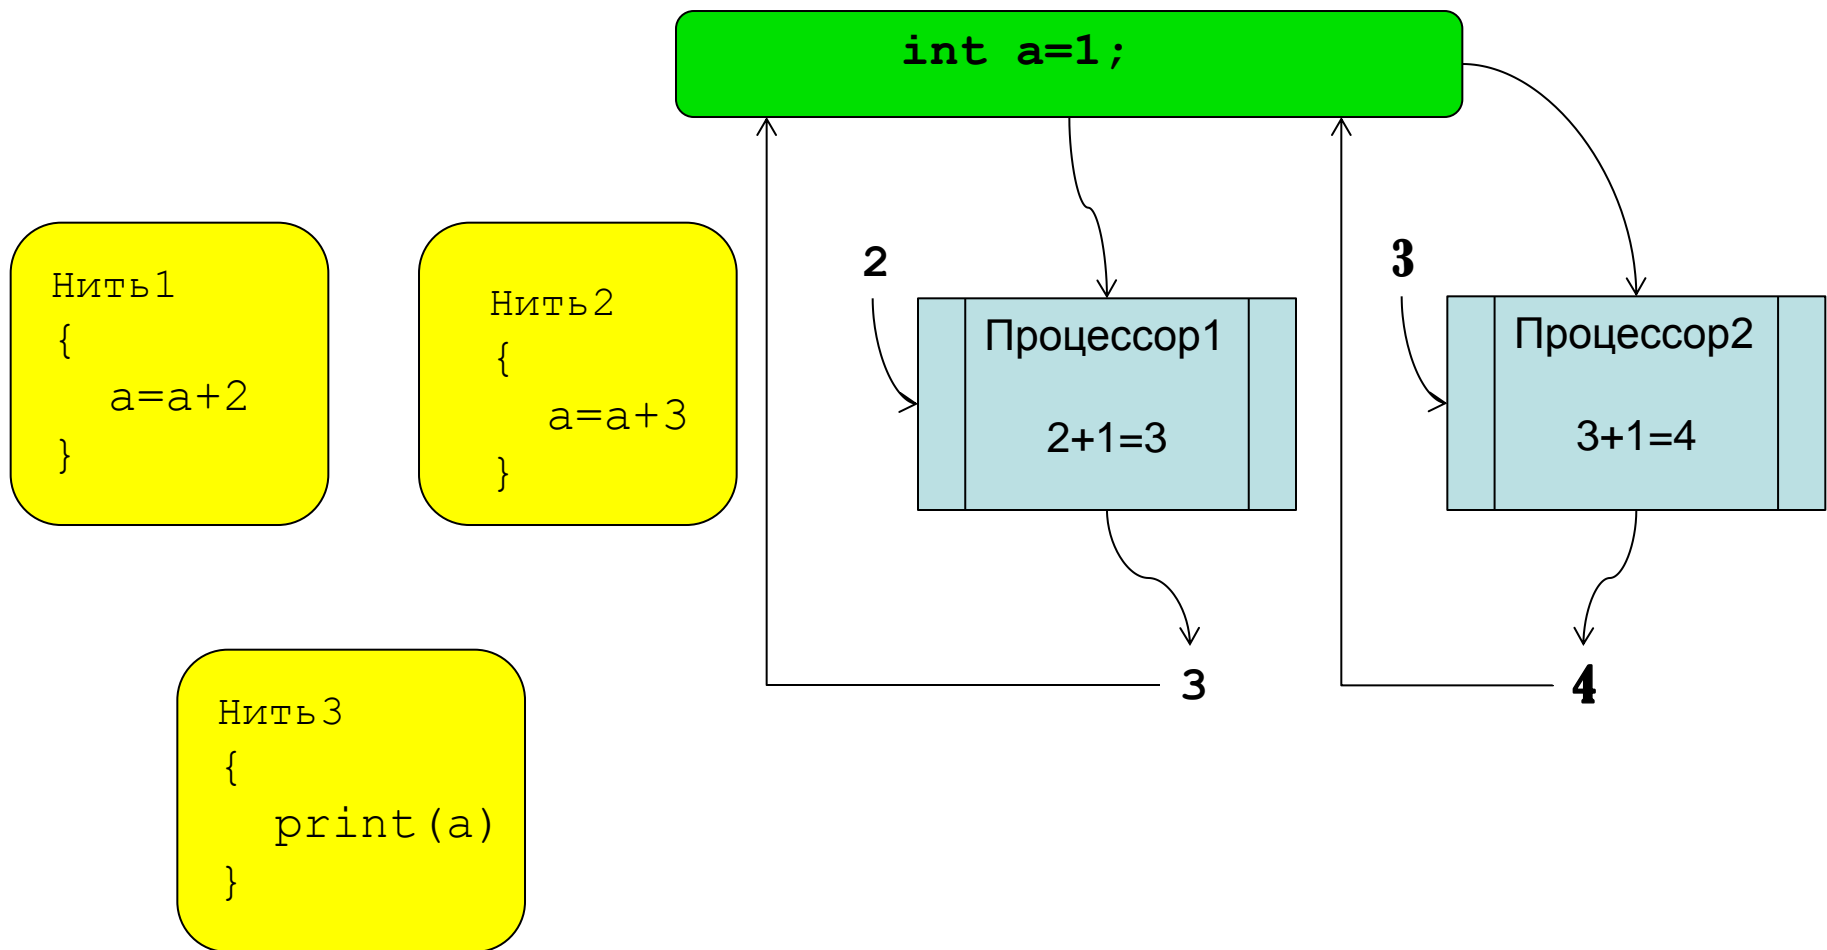 int a=1;
Нить1
{
a=a+2
}
Нить2
{
a=a+3
}
Нить3
{
print(a)
}
2
Процессор1
2+1=3
3
3
Процессор2
3+1=4
4